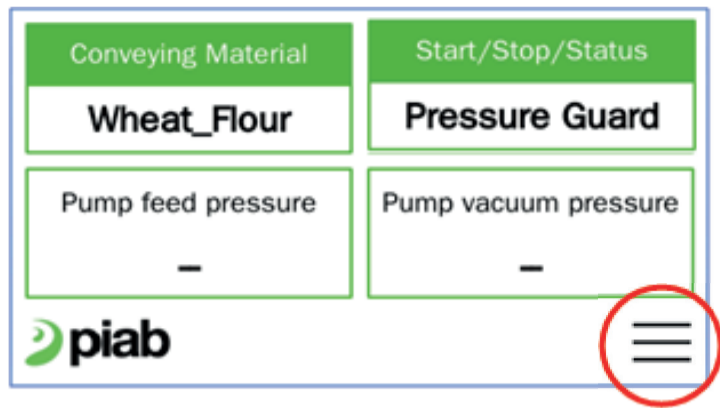 Conveying Material
Wheat_Flour
Start/Stop/Status
Pressure Guard
Pump feed pressure
–
Pump vacuum pressure
–
piab